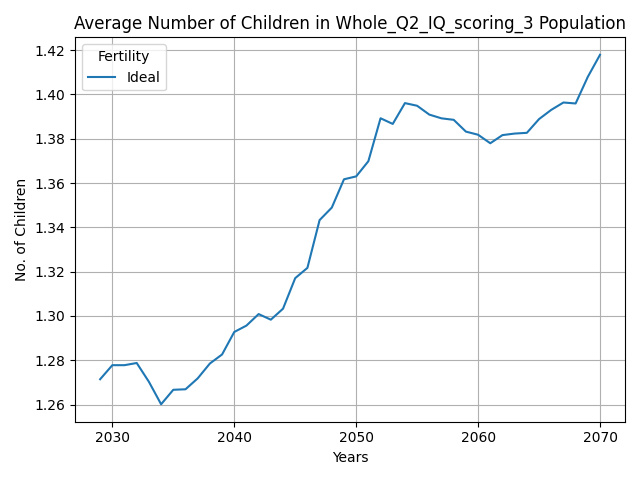 Average Number of Children in Whole_Q2_IQ_scoring_3 Population
Fertility
Ideal
No. of Children
1.42
1.40
1.38
1.36
1.34
1.32
1.30
1.28
1.26
2030 2040 2050 2060 2070
Years